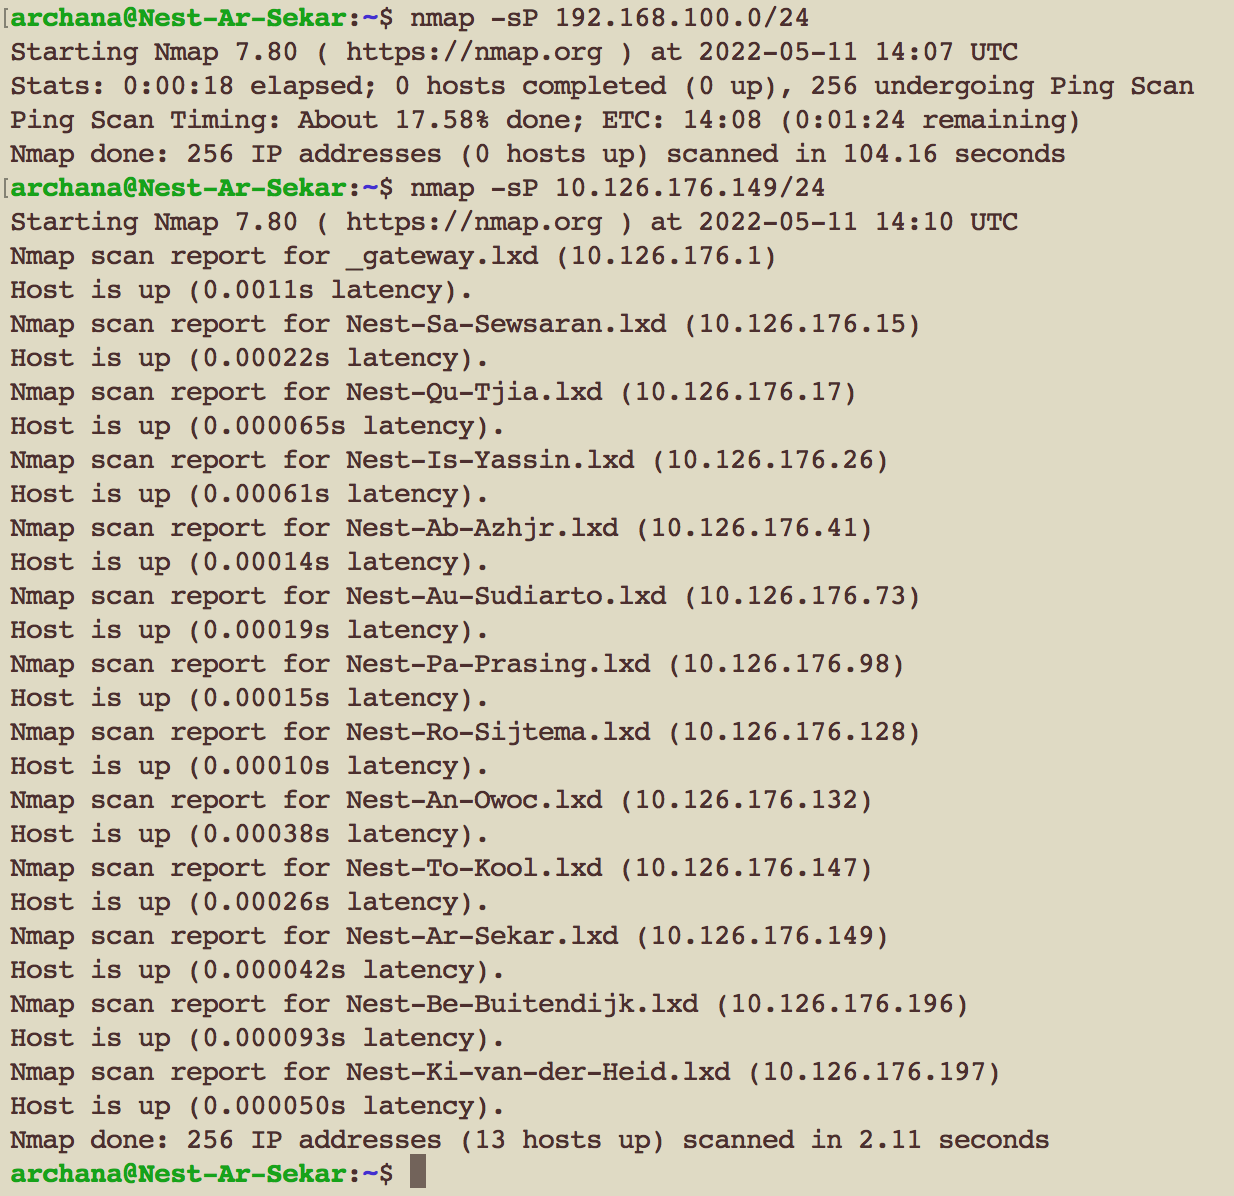 [archana@Nest-Ar-Sekar:~$ nmap -sP 192.168.100.0/24
Starting Nmap 7.80 ( https://nmap.org ) at 2022-05-11 14:07 UTC
Stats: 0:00:18 elapsed; 0 hosts completed (0 up), 256 undergoing Ping Scan
Ping Scan Timing: About 17.58% done; ETC: 14:08 (0:01:24 remaining)
Nmap done: 256 IP addresses (0 hosts up) scanned in 104.16 seconds
[archana@Nest-Ar-Sekar:~$ nmap -sP 10.126.176.149/24
Starting Nmap 7.80 ( https://nmap.org ) at 2022-05-11 14:10 UTC
Nmap scan report for _gateway.lxd (10.126.176.1)
Host is up (0.0011s latency).
Nmap scan report for Nest-Sa-Sewsaran.lxd (10.126.176.15)
Host is up (0.00022s latency).
Nmap scan report for Nest-Qu-Tjia.lxd (10.126.176.17)
Host is up (0.000065s latency).
Nmap scan report for Nest-Is-Yassin.lxd (10.126.176.26)
Host is up (0.00061s latency).
Nmap scan report for Nest-Ab-Azhjr.lxd (10.126.176.41)
Host is up (0.00014s latency).
Nmap scan report for Nest-Au-Sudiarto.lxd (10.126.176.73)
Host is up (0.00019s latency).
Nmap scan report for Nest-Pa-Prasing.lxd (10.126.176.98)
Host is up (0.00015s latency).
Nmap scan report for Nest-Ro-Sijtema.lxd (10.126.176.128)
Host is up (0.00010s latency).
Nmap scan report for Nest-An-Owoc.lxd (10.126.176.132)
Host is up (0.00038s latency).
Nmap scan report for Nest-To-Kool.lxd (10.126.176.147)
Host is up (0.00026s latency).
Nmap scan report for Nest-Ar-Sekar.lxd (10.126.176.149)
Host is up (0.000042s latency).
Nmap scan report for Nest-Be-Buitendijk.lxd (10.126.176.196)
Host is up (0.000093s latency).
Nmap scan report for Nest-Ki-van-der-Heid.lxd (10.126.176.197)
Host is up (0.000050s latency).
Nmap done: 256 IP addresses (13 hosts up) scanned in 2.11 seconds
archana@Nest-Ar-Sekar:~$